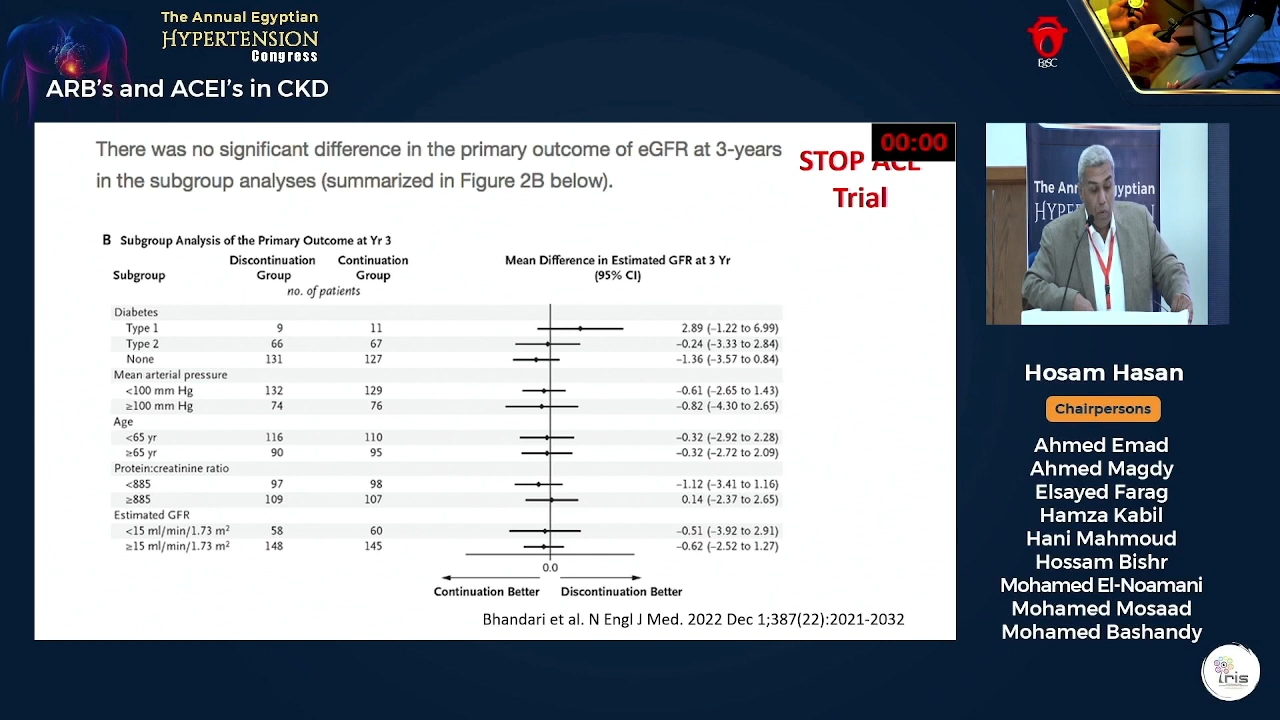 The Annual Egyptian
HYPERTENSION
Congress
ARB's and ACEI's in CKD
EgSC
There was no significant difference in the primary outcome of eGFR at 3-years
in the subgroup analyses (summarized in Figure 2B below).
00:00
STOP ACE
Trial
B Subgroup Analysis of the Primary Outcome at Yr 3
Subgroup Discontinuation Group Continuation Group Mean Difference in Estimated GFR at 3 Yr (95% CI)
no. of patients
Diabetes
Type 1 9 11 2.89 (−1.22 to 6.99)
Type 2 66 67 −0.24 (−3.33 to 2.84)
None 131 127 −1.36 (−3.57 to 0.84)
Mean arterial pressure
<100 mm Hg 132 129 −0.61 (−2.65 to 1.43)
≥100 mm Hg 74 76 −0.82 (−4.30 to 2.65)
Age
<65 yr 116 110 −0.32 (−2.92 to 2.28)
≥65 yr 90 95 −0.32 (−2.72 to 2.09)
Protein:creatinine ratio
<885 97 98 −1.12 (−3.41 to 1.16)
≥885 109 107 0.14 (−2.37 to 2.65)
Estimated GFR
<15 ml/min/1.73 m² 58 60 −0.51 (−3.92 to 2.91)
≥15 ml/min/1.73 m² 148 145 −0.62 (−2.52 to 1.27)
0.0
Continuation Better Discontinuation Better
Bhandari et al. N Engl J Med. 2022 Dec 1;387(22):2021-2032
The Ann yptian
HYP
Hosam Hasan
Chairpersons
Ahmed Emad
Ahmed Magdy
Elsayed Farag
Hamza Kabil
Hani Mahmoud
Hossam Bishr
Mohamed El-Noamani
Mohamed Mosaad
Mohamed Bashandy
iris